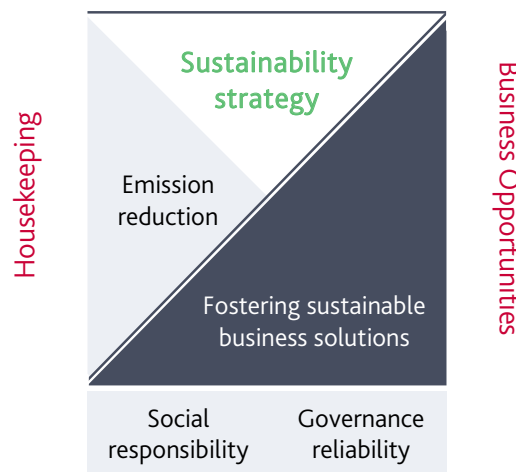 Sustainability
strategy
Housekeeping
Emission
reduction
Business Opportunities
Fostering sustainable
business solutions
Social
responsibility
Governance
reliability